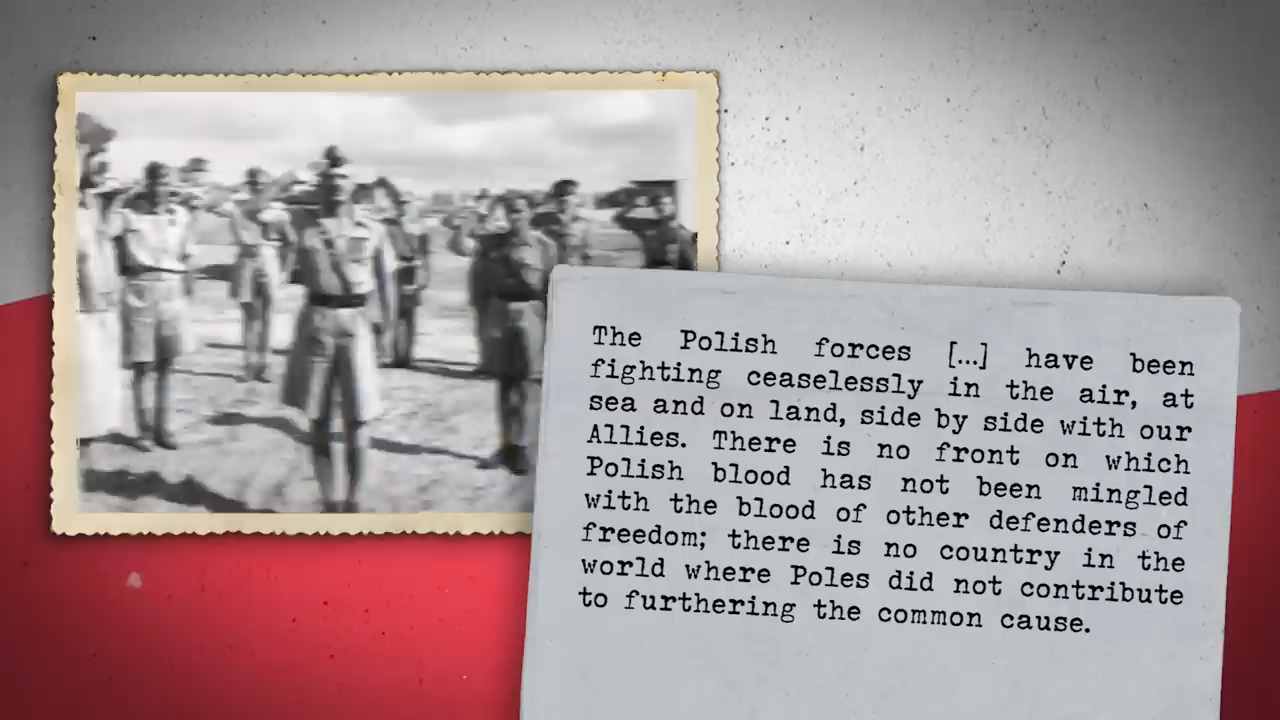 The Polish forces [...] have been
fighting ceaselessly in the air, at
sea and on land, side by side with our
Allies. There is no front on which
Polish blood has not been mingled
with the blood of other defenders of
freedom; there is no country in the
world where Poles did not contribute
to furthering the common cause.